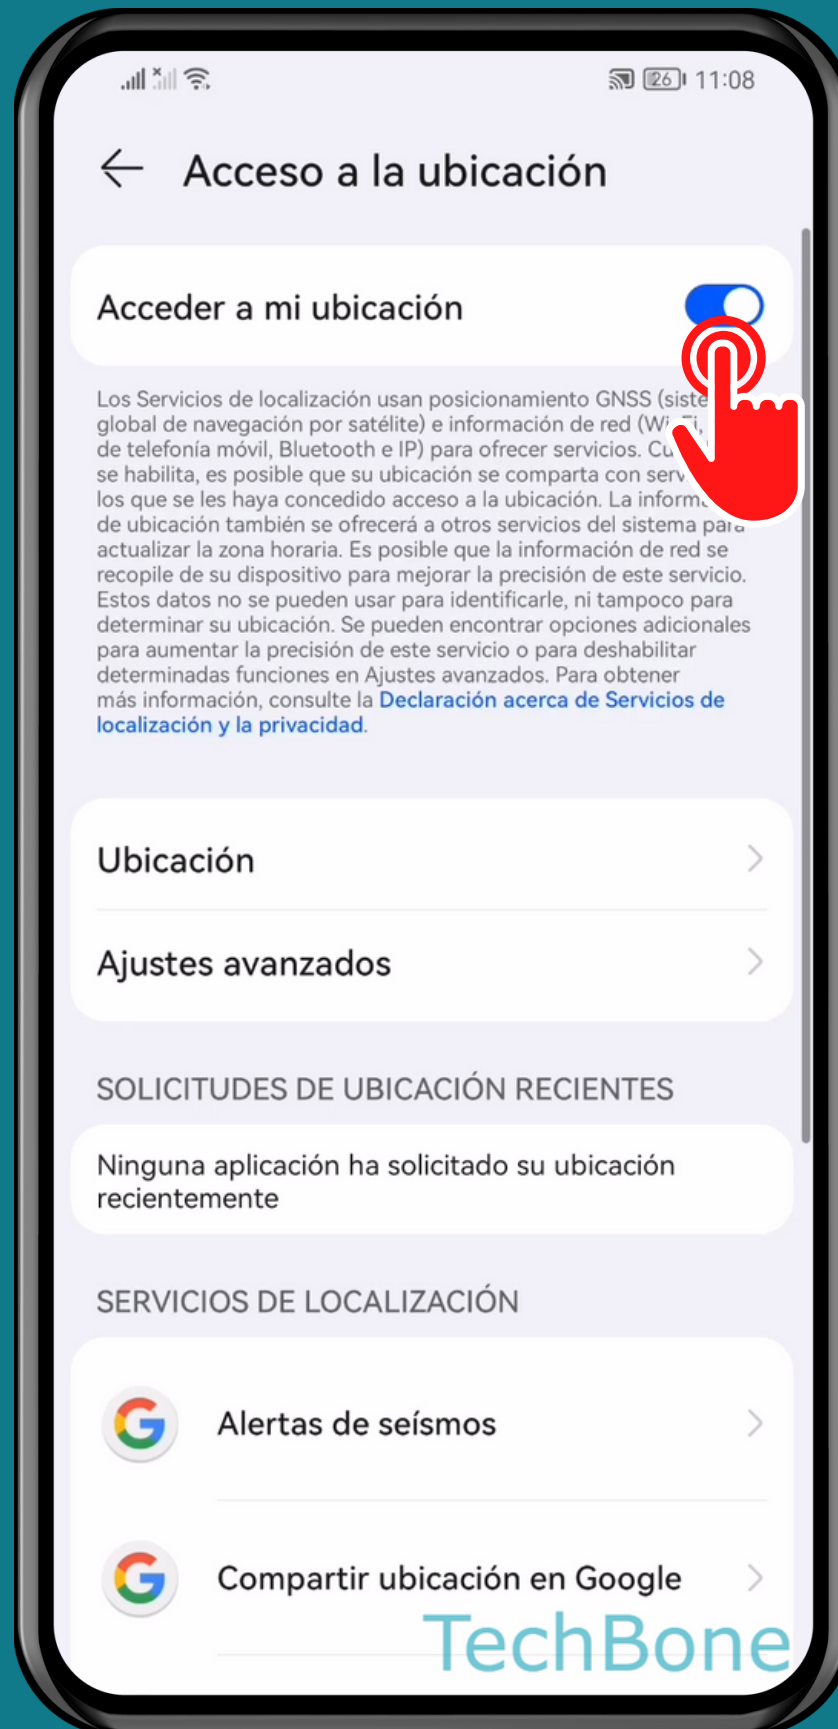 26 11:08
Acceso a la ubicación
Acceder a mi ubicación
Los Servicios de localización usan posicionamiento GNSS
global de navegación por satélite) e información de red
de telefonía móvil, Bluetooth e IP) para ofrecer servicios.
se habilita, es posible que su ubicación se comparta con
los que se les haya concedido acceso a la ubicación. La
de ubicación también se ofrecerá a otros servicios del sistema para
actualizar la zona horaria. Es posible que la información de red se
recopile de su dispositivo para mejorar la precisión de este servicio.
Estos datos no se pueden usar para identificarle, ni tampoco para
determinar su ubicación. Se pueden encontrar opciones adicionales
para aumentar la precisión de este servicio o para deshabilitar
determinadas funciones en Ajustes avanzados. Para obtener
más información, consulte la Declaración acerca de Servicios de
localización y la privacidad.
Ubicación
Ajustes avanzados
SOLICITUDES DE UBICACIÓN RECIENTES
Ninguna aplicación ha solicitado su ubicación
recientemente
SERVICIOS DE LOCALIZACIÓN
Alertas de seísmos
Compartir ubicación en Google
TechBone